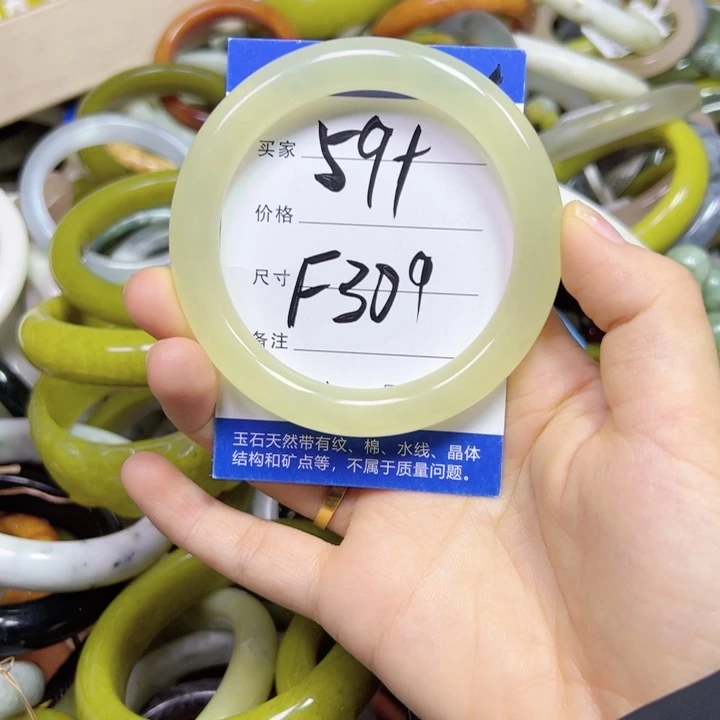 买家 59+
价格
尺寸 F309
备注
玉石天然带有纹、棉、水线、晶体
结构和矿点等，不属于质量问题。